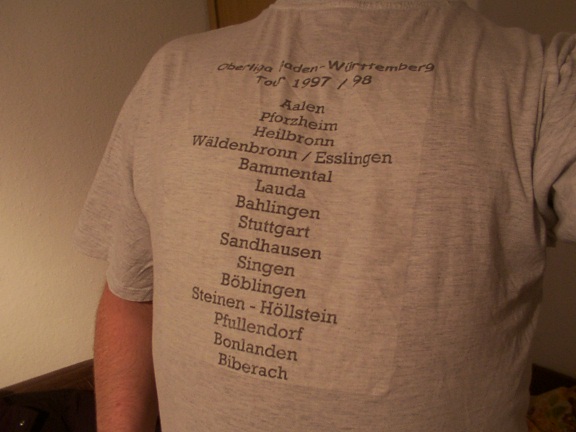 Oberliga Baden-Württemberg
Tour 1997 / 98
Aalen
Pforzheim
Heilbronn
Wäldenbronn / Esslingen
Bammental
Lauda
Bahlingen
Stuttgart
Sandhausen
Singen
Böblingen
Steinen - Höllstein
Pfullendorf
Bonlanden
Biberach